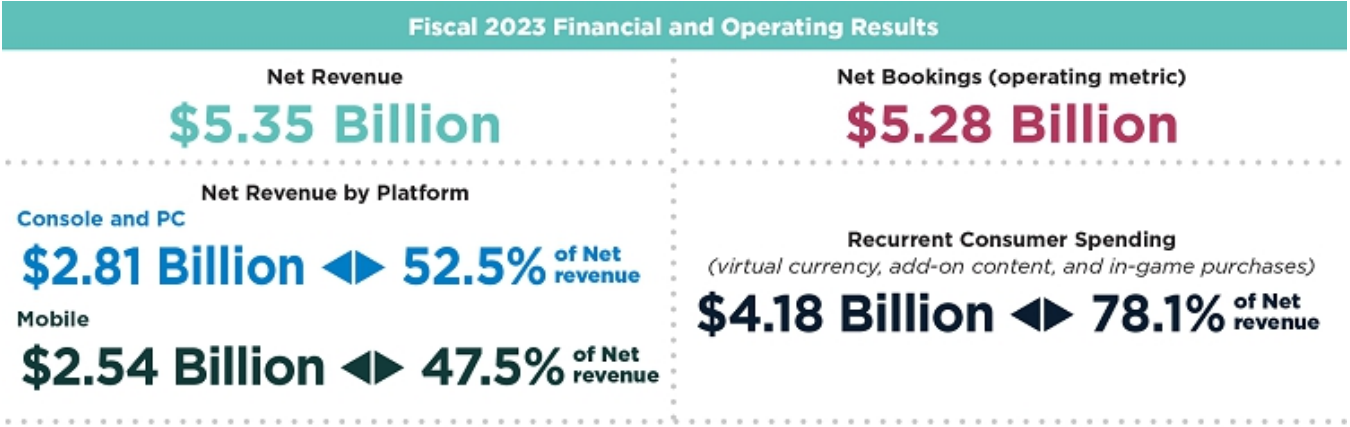 Fiscal 2023 Financial and Operating Results
Net Revenue
$5.35 Billion
Net Bookings (operating metric)
$5.28 Billion
Net Revenue by Platform
Console and PC
$2.81 Billion ◀▶ 52.5% of Net
revenue
Mobile
$2.54 Billion ◀▶ 47.5% of Net
revenue
Recurrent Consumer Spending
(virtual currency, add-on content, and in-game purchases)
$4.18 Billion ◀▶ 78.1% of Net
revenue